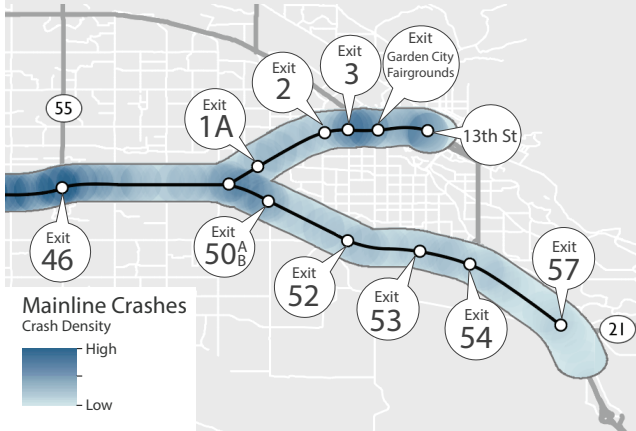 Exit
Garden City
Fairgrounds
Exit
3
Exit
2
55
Exit
1A
13th St
Exit
46
Exit
50 A
B
Exit
52
Exit
53
Exit
54
Exit
57
21
Mainline Crashes
Crash Density
High
Low